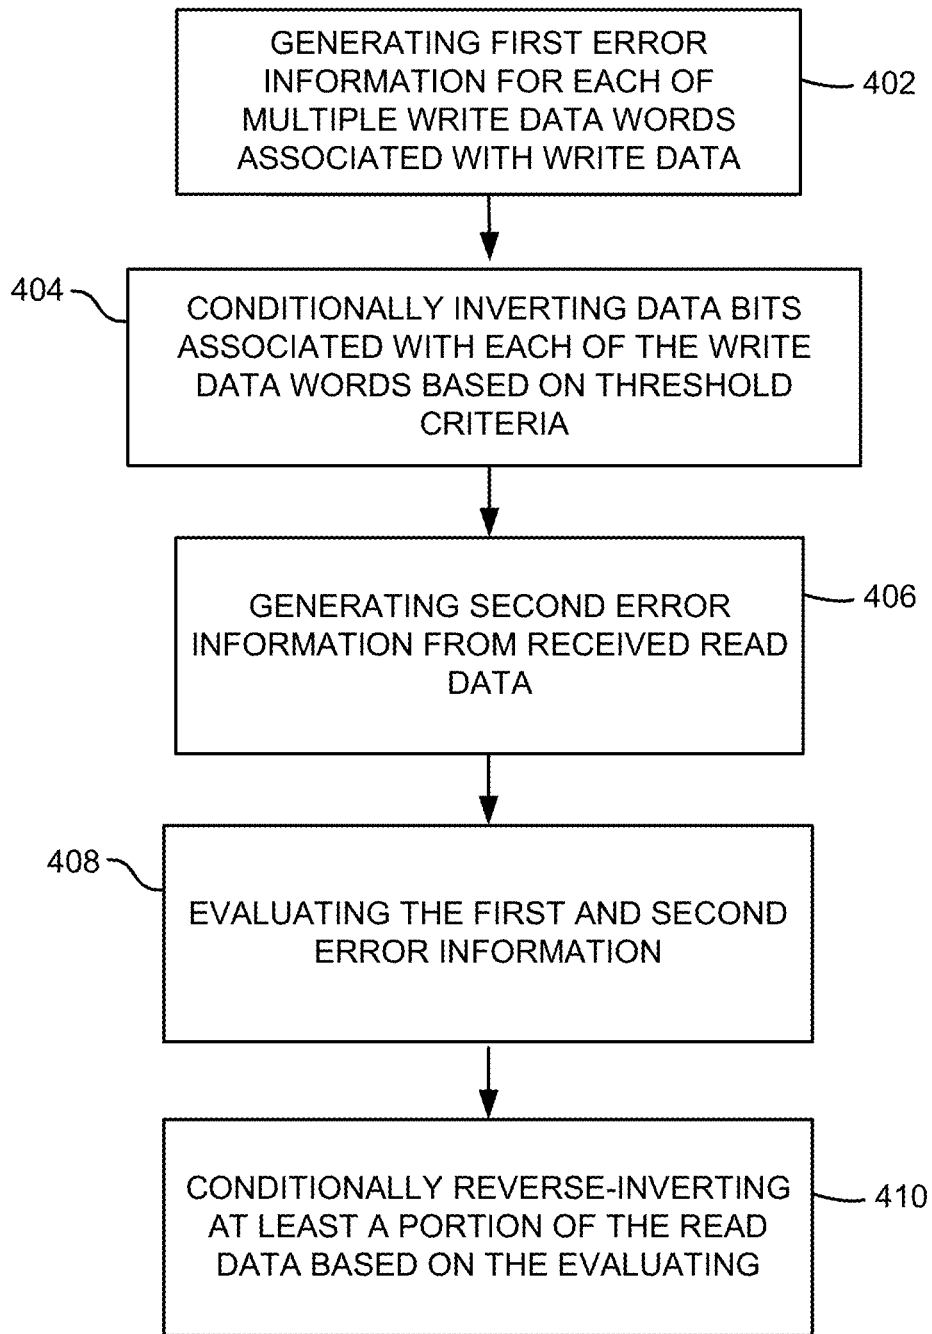 GENERATING FIRST ERROR
INFORMATION FOR EACH OF
MULTIPLE WRITE DATA WORDS
ASSOCIATED WITH WRITE DATA
402
404
CONDITIONALLY INVERTING DATA BITS
ASSOCIATED WITH EACH OF THE WRITE
DATA WORDS BASED ON THRESHOLD
CRITERIA
GENERATING SECOND ERROR
INFORMATION FROM RECEIVED READ
DATA
406
408
EVALUATING THE FIRST AND SECOND
ERROR INFORMATION
CONDITIONALLY REVERSE-INVERTING
AT LEAST A PORTION OF THE READ
DATA BASED ON THE EVALUATING
410